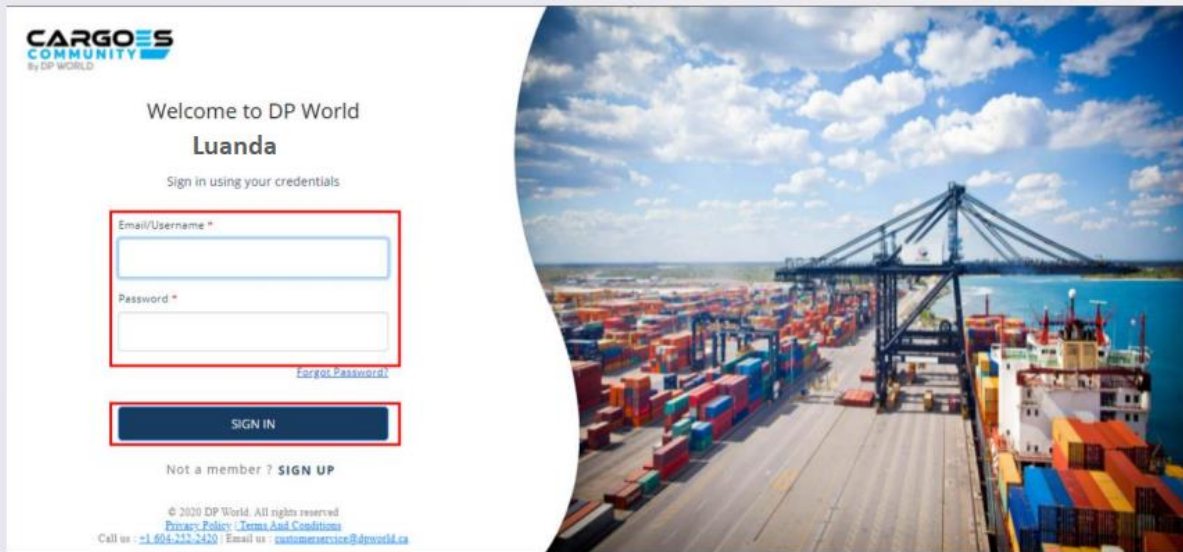 CARGOES
COMMUNITY
By DP WORLD
Welcome to DP World
Luanda
Sign in using your credentials
Email/Username *
Password *
Forgot Password?
SIGN IN
Not a member ? SIGN UP
© 2020 DP World. All rights reserved
Privacy Policy | Terms And Conditions
Call us : +1 604-252-2420 | Email us : customerservice@dpworld.ca